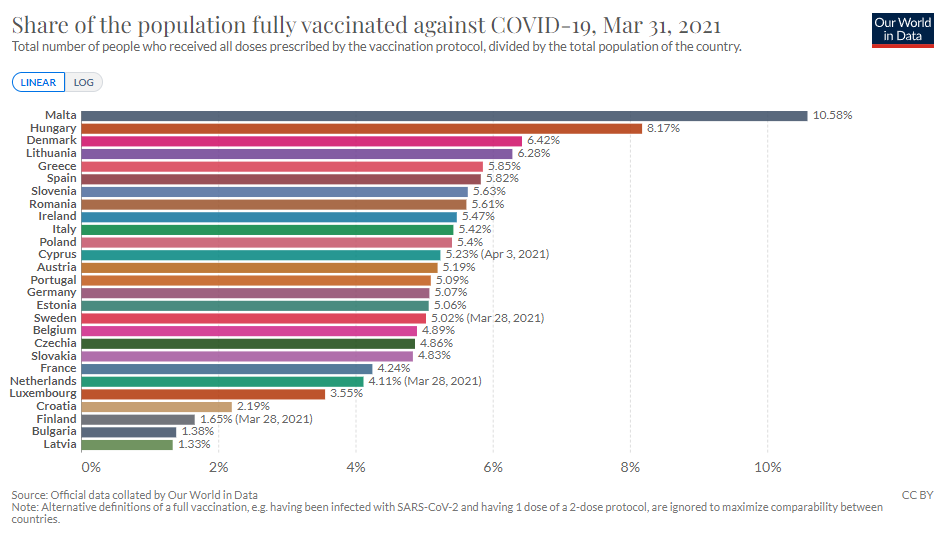 Share of the population fully vaccinated against COVID-19, Mar 31, 2021
Our World
in Data
Total number of people who received all doses prescribed by the vaccination protocol, divided by the total population of the country.
LINEAR LOG
Malta 10.58%
Hungary 8.17%
Denmark 6.42%
Lithuania 6.28%
Greece 5.85%
Spain 5.82%
Slovenia 5.63%
Romania 5.61%
Ireland 5.47%
Italy 5.42%
Poland 5.4%
Cyprus 5.23% (Apr 3, 2021)
Austria 5.19%
Portugal 5.09%
Germany 5.07%
Estonia 5.06%
Sweden 5.02% (Mar 28, 2021)
Belgium 4.89%
Czechia 4.86%
Slovakia 4.83%
France 4.24%
Netherlands 4.11% (Mar 28, 2021)
Luxembourg 3.55%
Croatia 2.19%
Finland 1.65% (Mar 28, 2021)
Bulgaria 1.38%
Latvia 1.33%
0% 2% 4% 6% 8% 10%
Source: Official data collated by Our World in Data CC BY
Note: Alternative definitions of a full vaccination, e.g. having been infected with SARS-CoV-2 and having 1 dose of a 2-dose protocol, are ignored to maximize comparability between
countries.